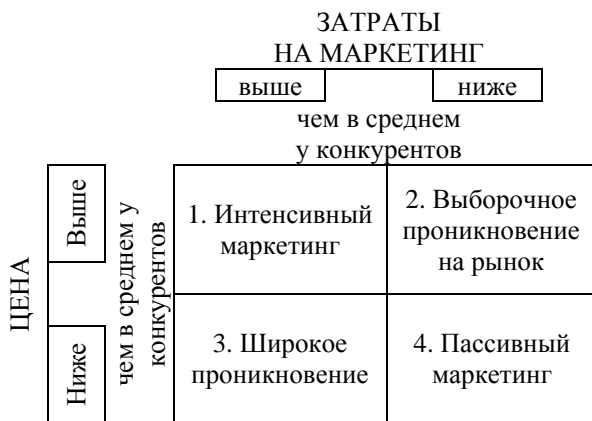 ЗАТРАТЫ
НА МАРКЕТИНГ
выше
ниже
чем в среднем
у конкурентов
ЦЕНА
Выше
Ниже
чем в среднем у
конкурентов
1. Интенсивный
маркетинг
2. Выборочное
проникновение
на рынок
3. Широкое
проникновение
4. Пассивный
маркетинг